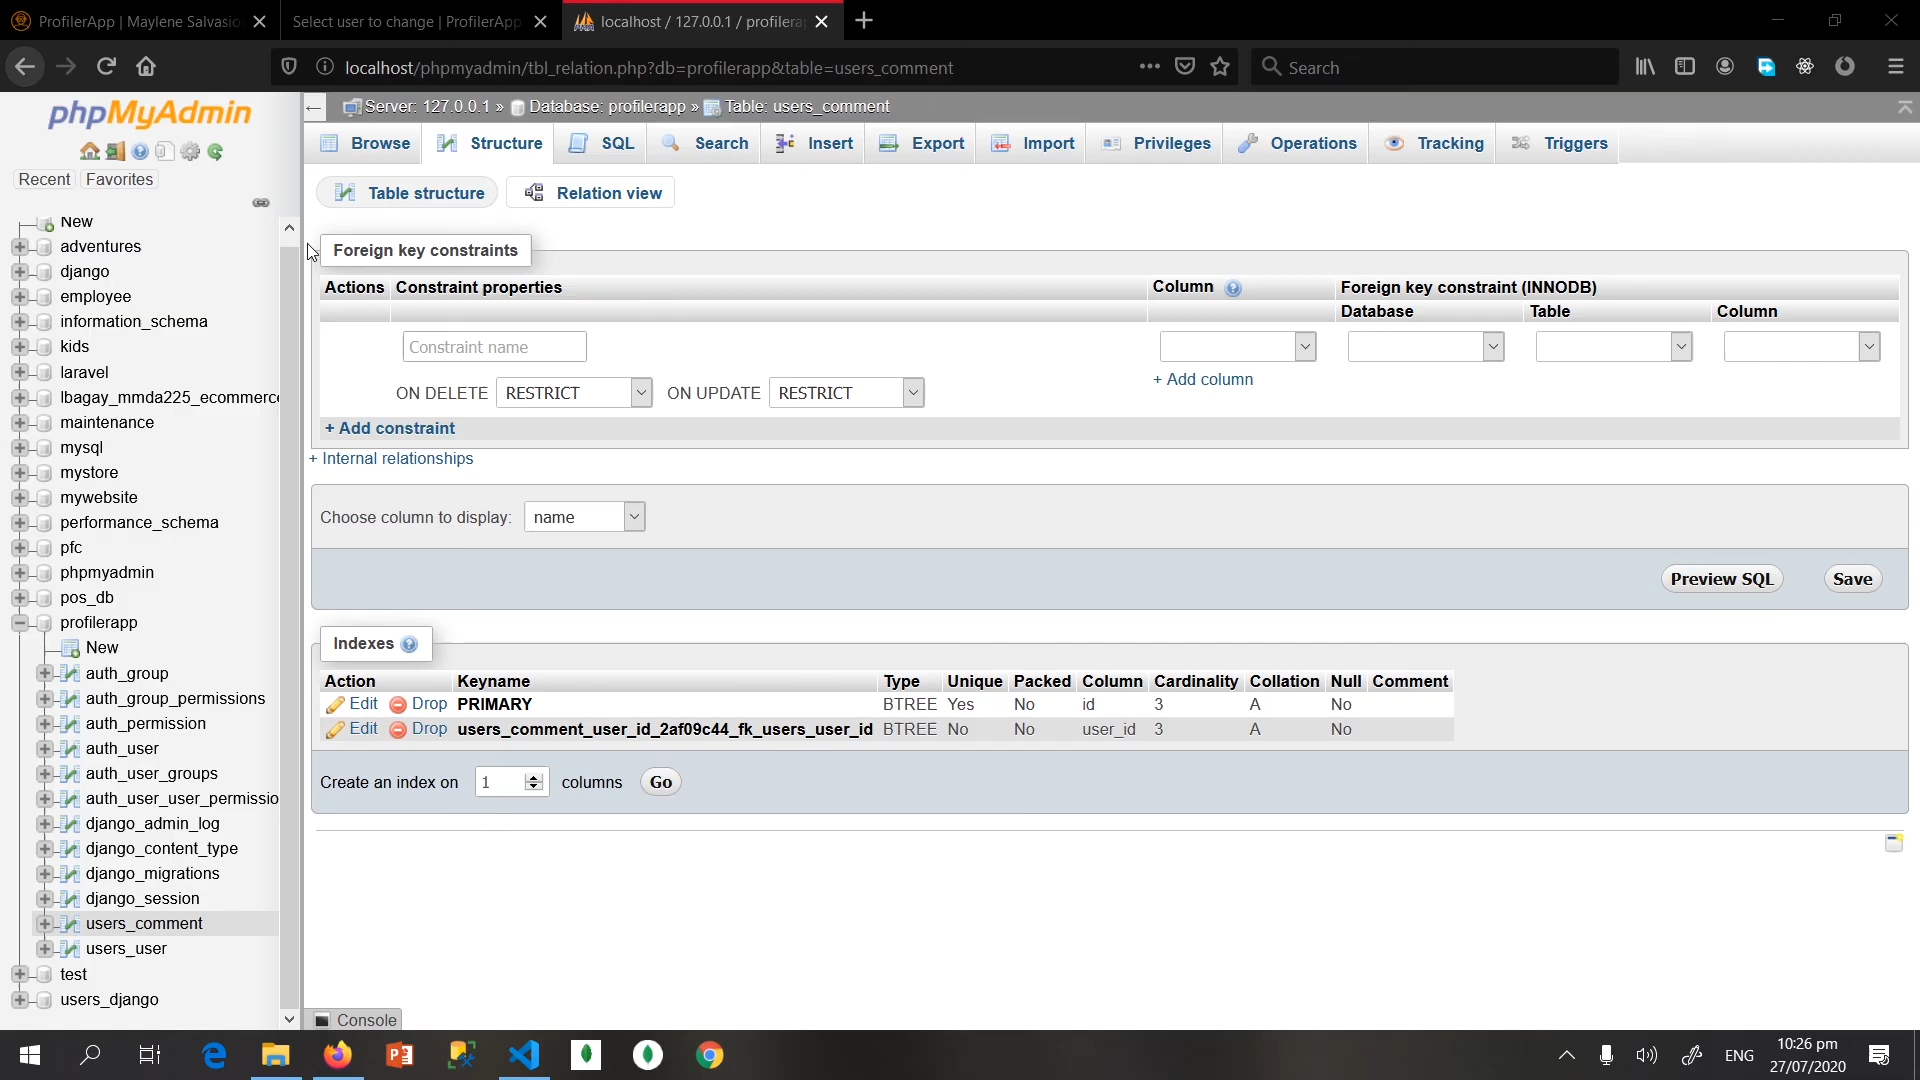 ProfilerApp | Maylene Salvasio
Select user to change | ProfilerApp
localhost / 127.0.0.1 / profilera
localhost/phpmyadmin/tbl_relation.php?db=profilerapp&table=users_comment
Search
phpMyAdmin
Recent Favorites
New
adventures
django
employee
information_schema
kids
laravel
lbagay_mmda225_ecommerce
maintenance
mysql
mystore
mywebsite
performance_schema
pfc
phpmyadmin
pos_db
profilerapp
New
auth_group
auth_group_permissions
auth_permission
auth_user
auth_user_groups
auth_user_user_permissio
django_admin_log
django_content_type
django_migrations
django_session
users_comment
users_user
test
users_django
Server: 127.0.0.1 » Database: profilerapp » Table: users_comment
Browse Structure SQL Search Insert Export Import Privileges Operations Tracking Triggers
Table structure Relation view
Foreign key constraints
Actions Constraint properties Column Foreign key constraint (INNODB)
Database Table Column
Constraint name
+ Add column
ON DELETE RESTRICT ON UPDATE RESTRICT
+ Add constraint
+ Internal relationships
Choose column to display: name
Preview SQL Save
Indexes
Action Keyname Type Unique Packed Column Cardinality Collation Null Comment
Edit Drop PRIMARY BTREE Yes No id 3 A No
Edit Drop users_comment_user_id_2af09c44_fk_users_user_id BTREE No No user_id 3 A No
Create an index on 1 columns Go
Console
ENG
10:26 pm
27/07/2020